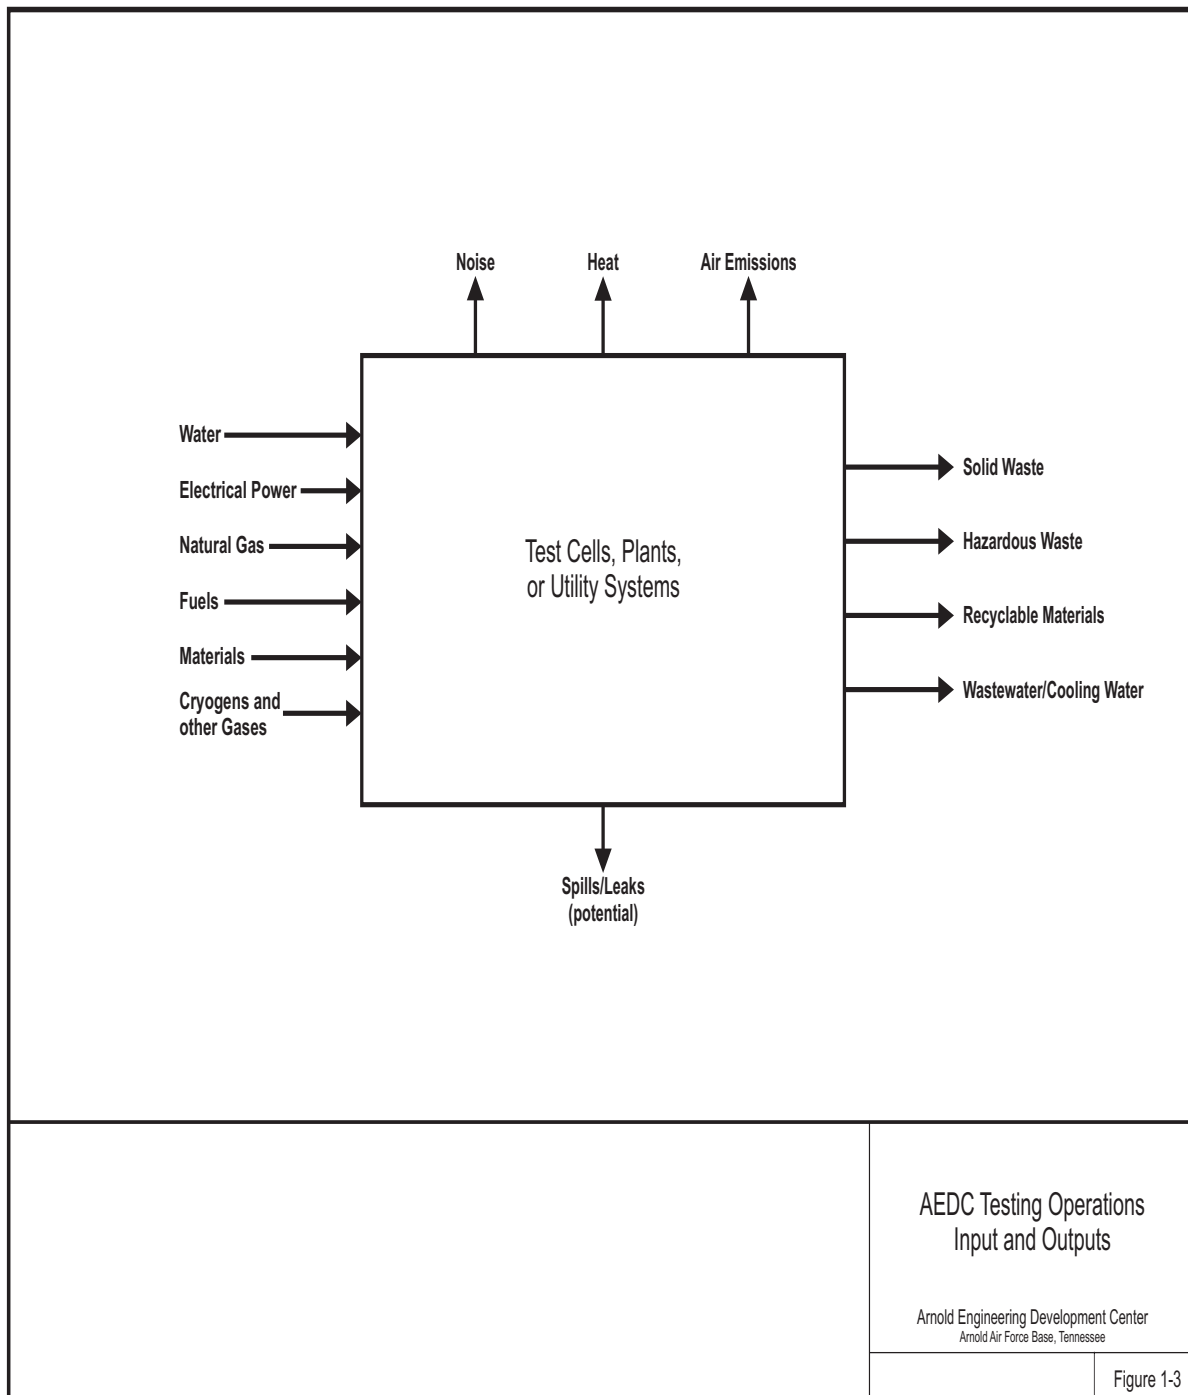 Noise
Heat
Air Emissions
Water
Electrical Power
Natural Gas
Fuels
Materials
Cryogens and
other Gases
Test Cells, Plants,
or Utility Systems
Solid Waste
Hazardous Waste
Recyclable Materials
Wastewater/Cooling Water
Spills/Leaks
(potential)
AEDC Testing Operations
Input and Outputs
Arnold Engineering Development Center
Arnold Air Force Base, Tennessee
Figure 1-3